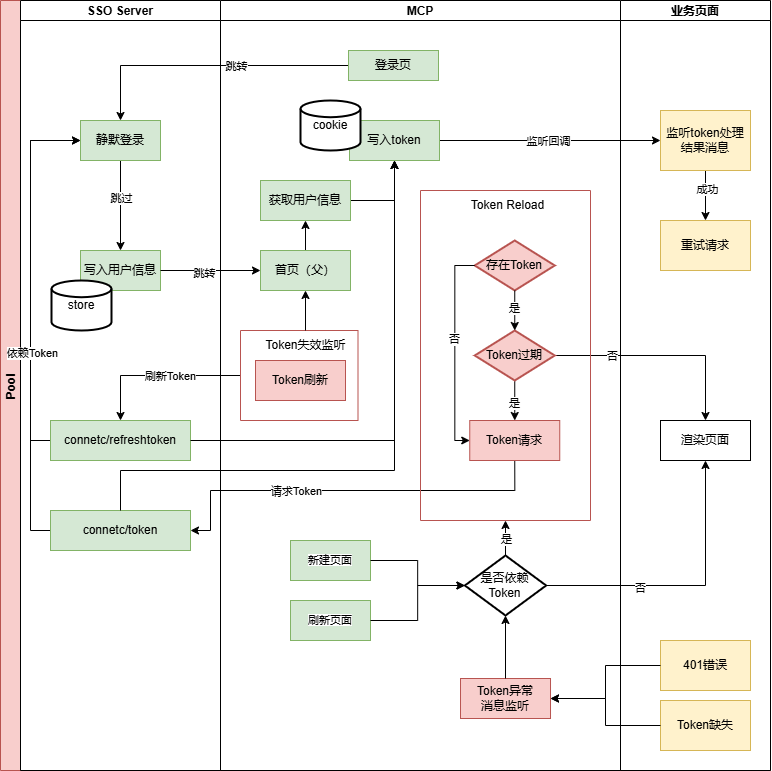 SSO Server
MCP
业务页面
Pool
登录页
跳转
cookie
静默登录
写入token
监听回调
监听token处理
结果消息
跳过
成功
获取用户信息
Token Reload
重试请求
写入用户信息
跳转
首页（父）
存在Token
store
是
否
依赖Token
Token失效监听
Token过期
否
刷新Token
Token刷新
是
connetc/refreshtoken
Token请求
渲染页面
请求Token
connetc/token
是
新建页面
是否依赖
Token
否
刷新页面
401错误
Token异常
消息监听
Token缺失